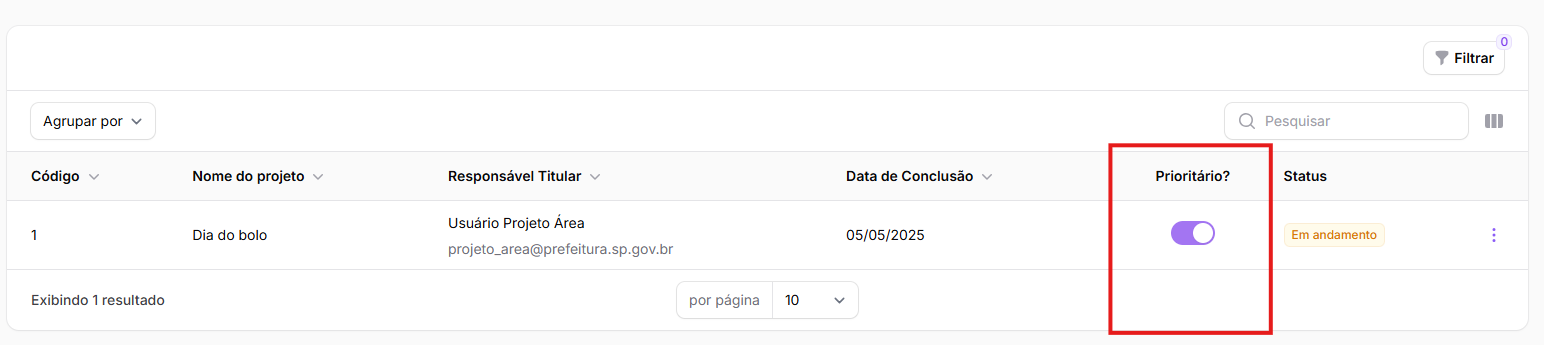 0
Filtrar
Agrupar por
Pesquisar
Código Nome do projeto Responsável Titular Data de Conclusão Prioritário? Status
1 Dia do bolo Usuário Projeto Área 05/05/2025 Em andamento
projeto_area@prefeitura.sp.gov.br
Exibindo 1 resultado por página 10